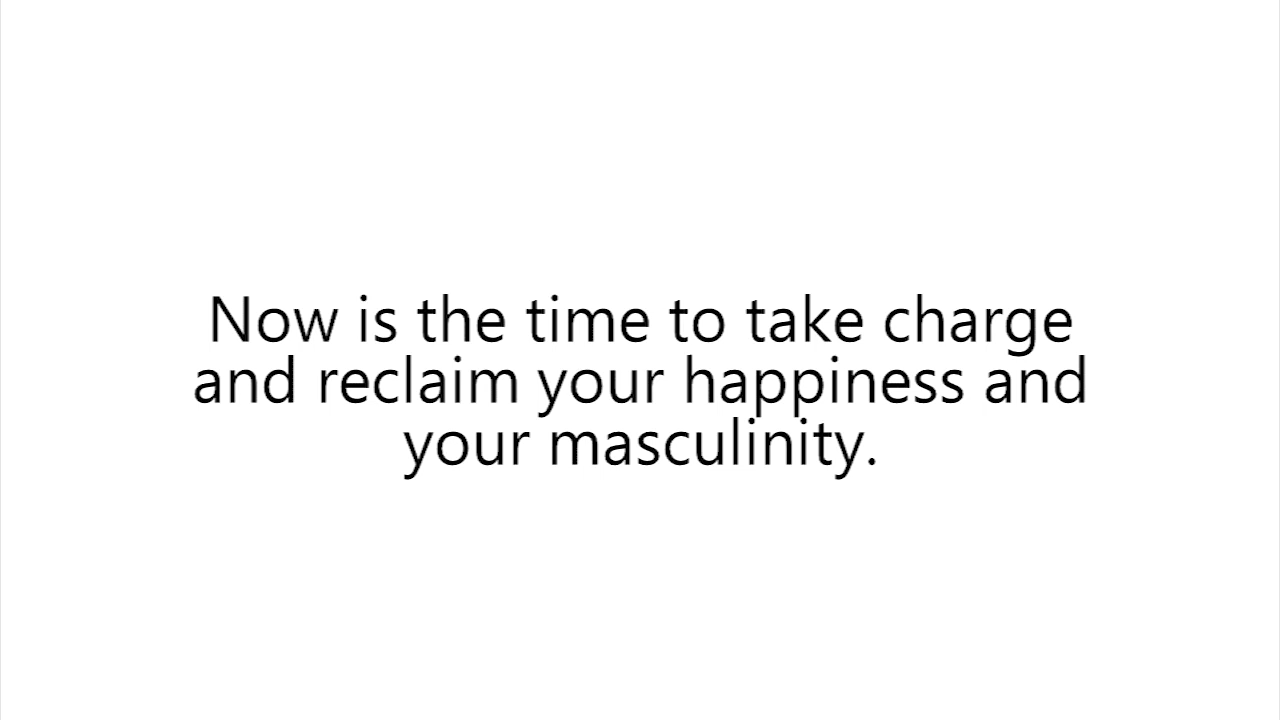 Now is the time to take charge
and reclaim your happiness and
your masculinity.